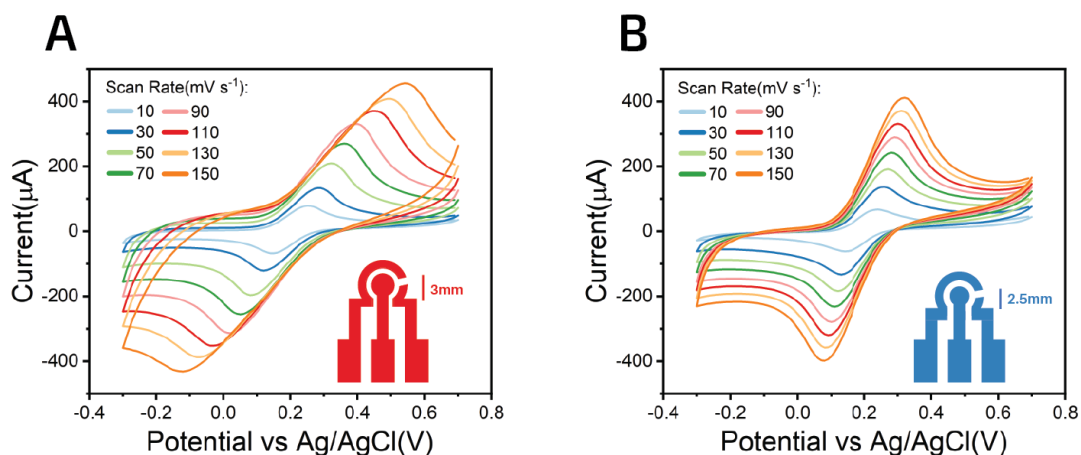 A
Scan Rate(mV s⁻¹):
10 90
30 110
50 130
70 150
400
200
0
-200
-400
Current(µA)
3mm
-0.4 -0.2 0.0 0.2 0.4 0.6 0.8
Potential vs Ag/AgCl(V)
B
Scan Rate(mV s⁻¹):
10 90
30 110
50 130
70 150
400
200
0
-200
-400
Current(µA)
2.5mm
-0.4 -0.2 0.0 0.2 0.4 0.6 0.8
Potential vs Ag/AgCl(V)